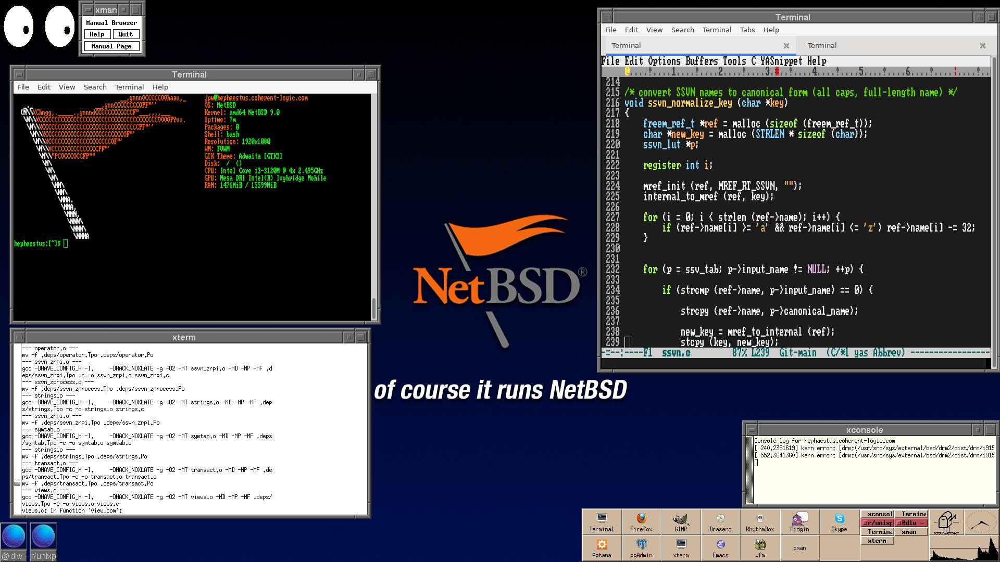 xman
Manual Browser
Help Quit
Manual Page
Terminal
File Edit View Search Terminal Help
jpw@hephaestus.coherent-logic.com
OS: NetBSD
Kernel: amd64 NetBSD 9.0
Uptime: 7m
Packages: 0
Shell: bash
Resolution: 1920x1080
WM: FVWM
GTK Theme: Adwaita [GTK3]
Disk: / ()
CPU: Intel Core i3-3120M @ 4x 2.495GHz
GPU: Mesa DRI Intel(R) Ivybridge Mobile
RAM: 1476MiB / 15599MiB
hephaestus:[~]$
xterm
--- operator.o ---
mv -f .deps/operator.Tpo .deps/operator.Po
--- ssvn_zrpi.o ---
gcc -DHAVE_CONFIG_H -I. -DHACK_NOXLATE -g -O2 -MT ssvn_zrpi.o -MD -MP -MF .d
eps/ssvn_zrpi.Tpo -c -o ssvn_zrpi.o ssvn_zrpi.c
--- ssvn_zprocess.o ---
mv -f .deps/ssvn_zprocess.Tpo .deps/ssvn_zprocess.Po
--- strings.o ---
gcc -DHAVE_CONFIG_H -I. -DHACK_NOXLATE -g -O2 -MT strings.o -MD -MP -MF .dep
s/strings.Tpo -c -o strings.o strings.c
--- ssvn_zrpi.o ---
mv -f .deps/ssvn_zrpi.Tpo .deps/ssvn_zrpi.Po
--- symtab.o ---
gcc -DHAVE_CONFIG_H -I. -DHACK_NOXLATE -g -O2 -MT symtab.o -MD -MP -MF .deps
/symtab.Tpo -c -o symtab.o symtab.c
--- strings.o ---
mv -f .deps/strings.Tpo .deps/strings.Po
--- transact.o ---
gcc -DHAVE_CONFIG_H -I. -DHACK_NOXLATE -g -O2 -MT transact.o -MD -MP -MF .de
ps/transact.Tpo -c -o transact.o transact.c
mv -f .deps/transact.Tpo .deps/transact.Po
--- views.o ---
gcc -DHAVE_CONFIG_H -I. -DHACK_NOXLATE -g -O2 -MT views.o -MD -MP -MF .deps/
views.Tpo -c -o views.o views.c
views.c: In function 'view_com':
NetBSD®
of course it runs NetBSD
Terminal
File Edit View Search Terminal Tabs Help
Terminal Terminal
File Edit Options Buffers Tools C YASnippet Help
1 2 3 4 5 6
214
215 /* convert SSVN names to canonical form (all caps, full-length name) */
216 void ssvn_normalize_key (char *key)
217 {
218 freem_ref_t *ref = malloc (sizeof (freem_ref_t));
219 char *new_key = malloc (STRLEN * sizeof (char));
220 ssvn_lut *p;
221
222 register int i;
223
224 mref_init (ref, MREF_RT_SSVN, "");
225 internal_to_mref (ref, key);
226
227 for (i = 0; i < strlen (ref->name); i++) {
228 if (ref->name[i] >= 'a' && ref->name[i] <= 'z') ref->name[i] -= 32;
229 }
230
231
232 for (p = ssv_tab; p->input_name != NULL; ++p) {
233
234 if (strcmp (ref->name, p->input_name) == 0) {
235
236 strcpy (ref->name, p->canonical_name);
237
238 new_key = mref_to_internal (ref);
239 stcpy (key, new_key);
-=--:----F1 ssvn.c 87% L239 Git-main (C/*l yas Abbrev) -----------------
xconsole
Console log for hephaestus.coherent-logic.com
[ 240.2391619] kern error: [drm:(/usr/src/sys/external/bsd/drm2/dist/drm/i915
[ 552.3641360] kern error: [drm:(/usr/src/sys/external/bsd/drm2/dist/drm/i915
Terminal Firefox GIMP Brasero RhythmBox Pidgin Skype
Aptana pgAdmin xterm Emacs xfm xman
xconsol Termina
r/unixp @dlw -
Termina xman
xterm
@dlw r/unixp